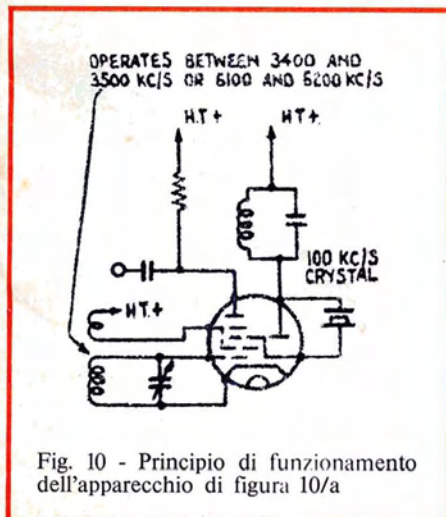 OPERATES BETWEEN 3400 AND
3500 KC/S OR 6100 AND 6200 KC/S
H.T +
HT+
100 KC/S
CRYSTAL
HT.+
Fig. 10 - Principio di funzionamento
dell'apparecchio di figura 10/a